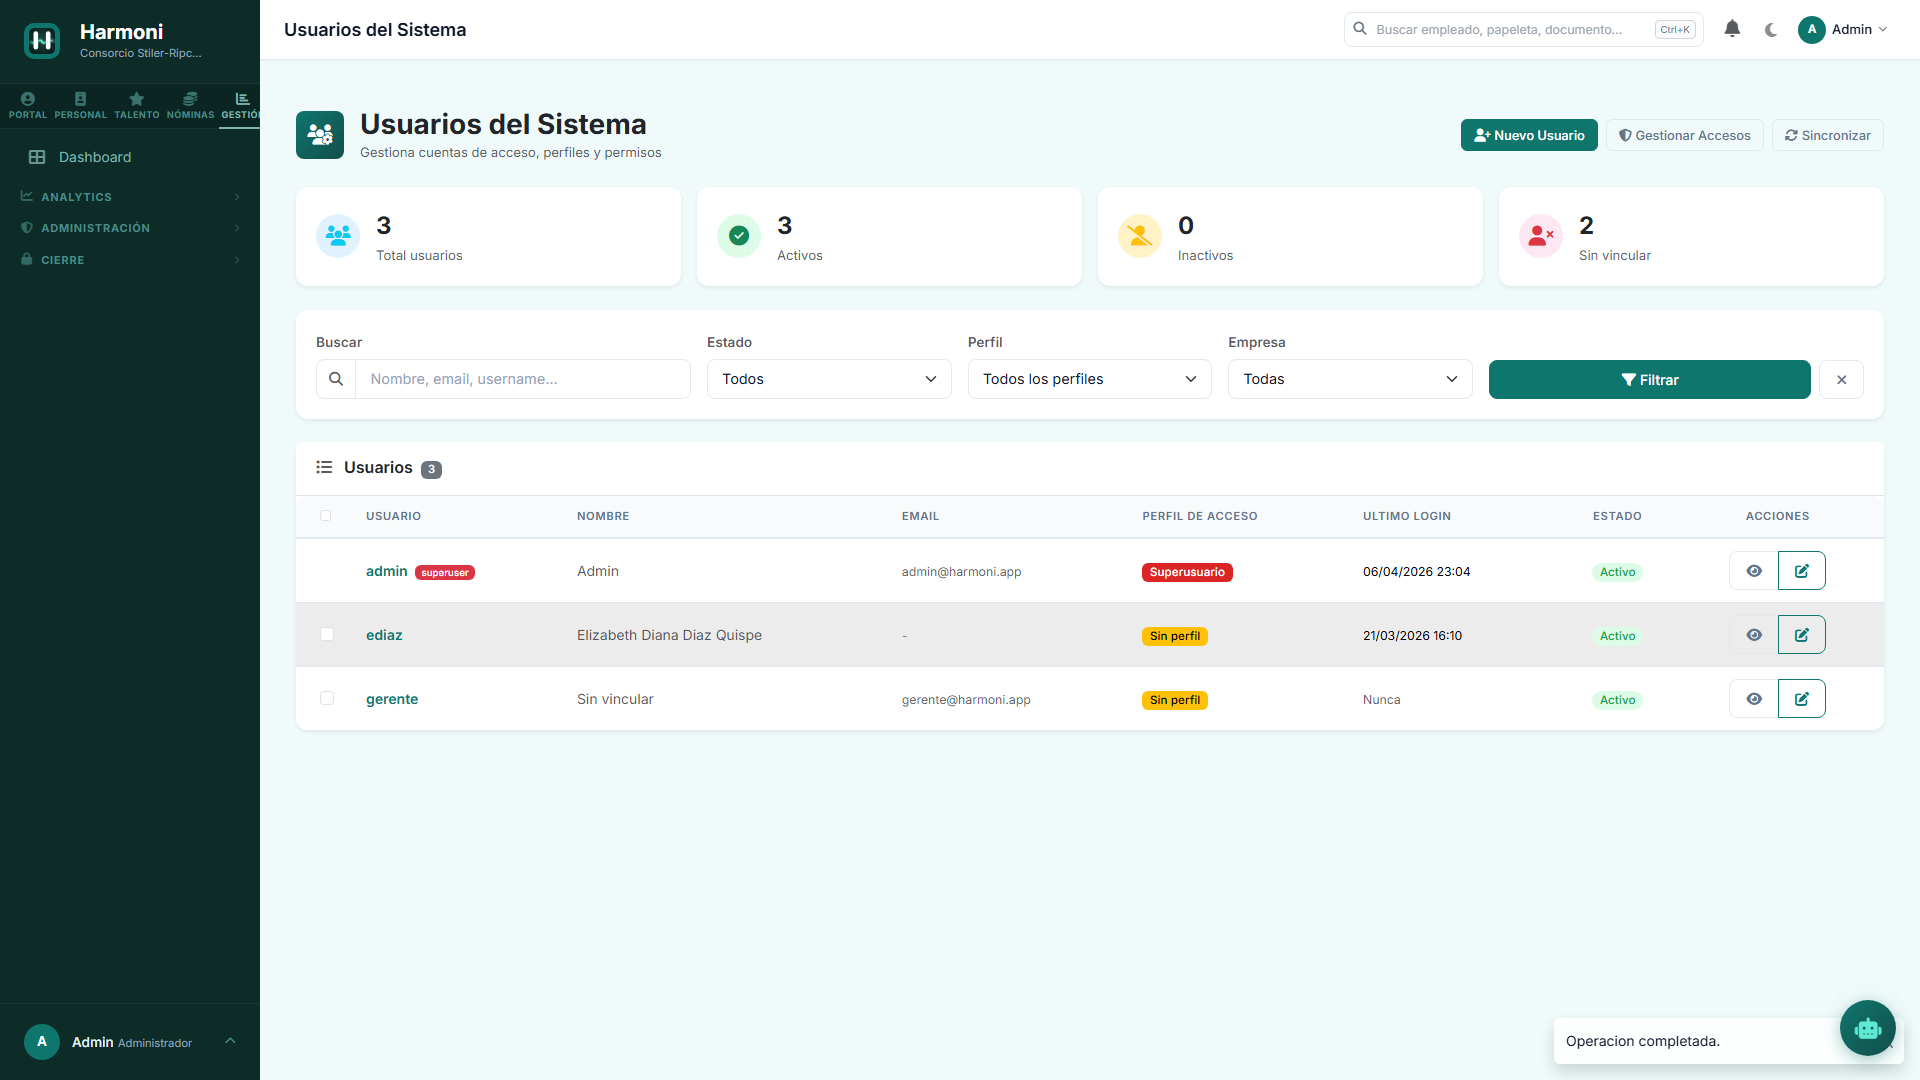 Harmoni
Consorcio Stiler-Ripc...
PORTAL PERSONAL TALENTO NÓMINAS GESTIÓN
Dashboard
ANALYTICS
ADMINISTRACIÓN
CIERRE
A Admin Administrador
Usuarios del Sistema
Buscar empleado, papeleta, documento... Ctrl+K
A Admin
Usuarios del Sistema
Gestiona cuentas de acceso, perfiles y permisos
Nuevo Usuario Gestionar Accesos Sincronizar
3
Total usuarios
3
Activos
0
Inactivos
2
Sin vincular
Buscar Estado Perfil Empresa
Nombre, email, username... Todos Todos los perfiles Todas Filtrar
Usuarios 3
USUARIO NOMBRE EMAIL PERFIL DE ACCESO ULTIMO LOGIN ESTADO ACCIONES
admin superuser Admin admin@harmoni.app Superusuario 06/04/2026 23:04 Activo
ediaz Elizabeth Diana Diaz Quispe - Sin perfil 21/03/2026 16:10 Activo
gerente Sin vincular gerente@harmoni.app Sin perfil Nunca Activo
Operacion completada.